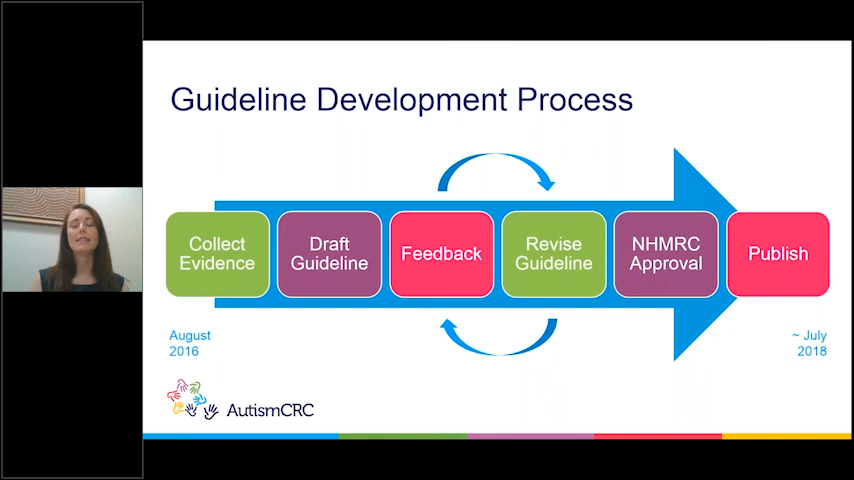 Guideline Development Process
Collect
Evidence
Draft
Guideline
Feedback
Revise
Guideline
NHMRC
Approval
Publish
August
2016
~ July
2018
AutismCRC